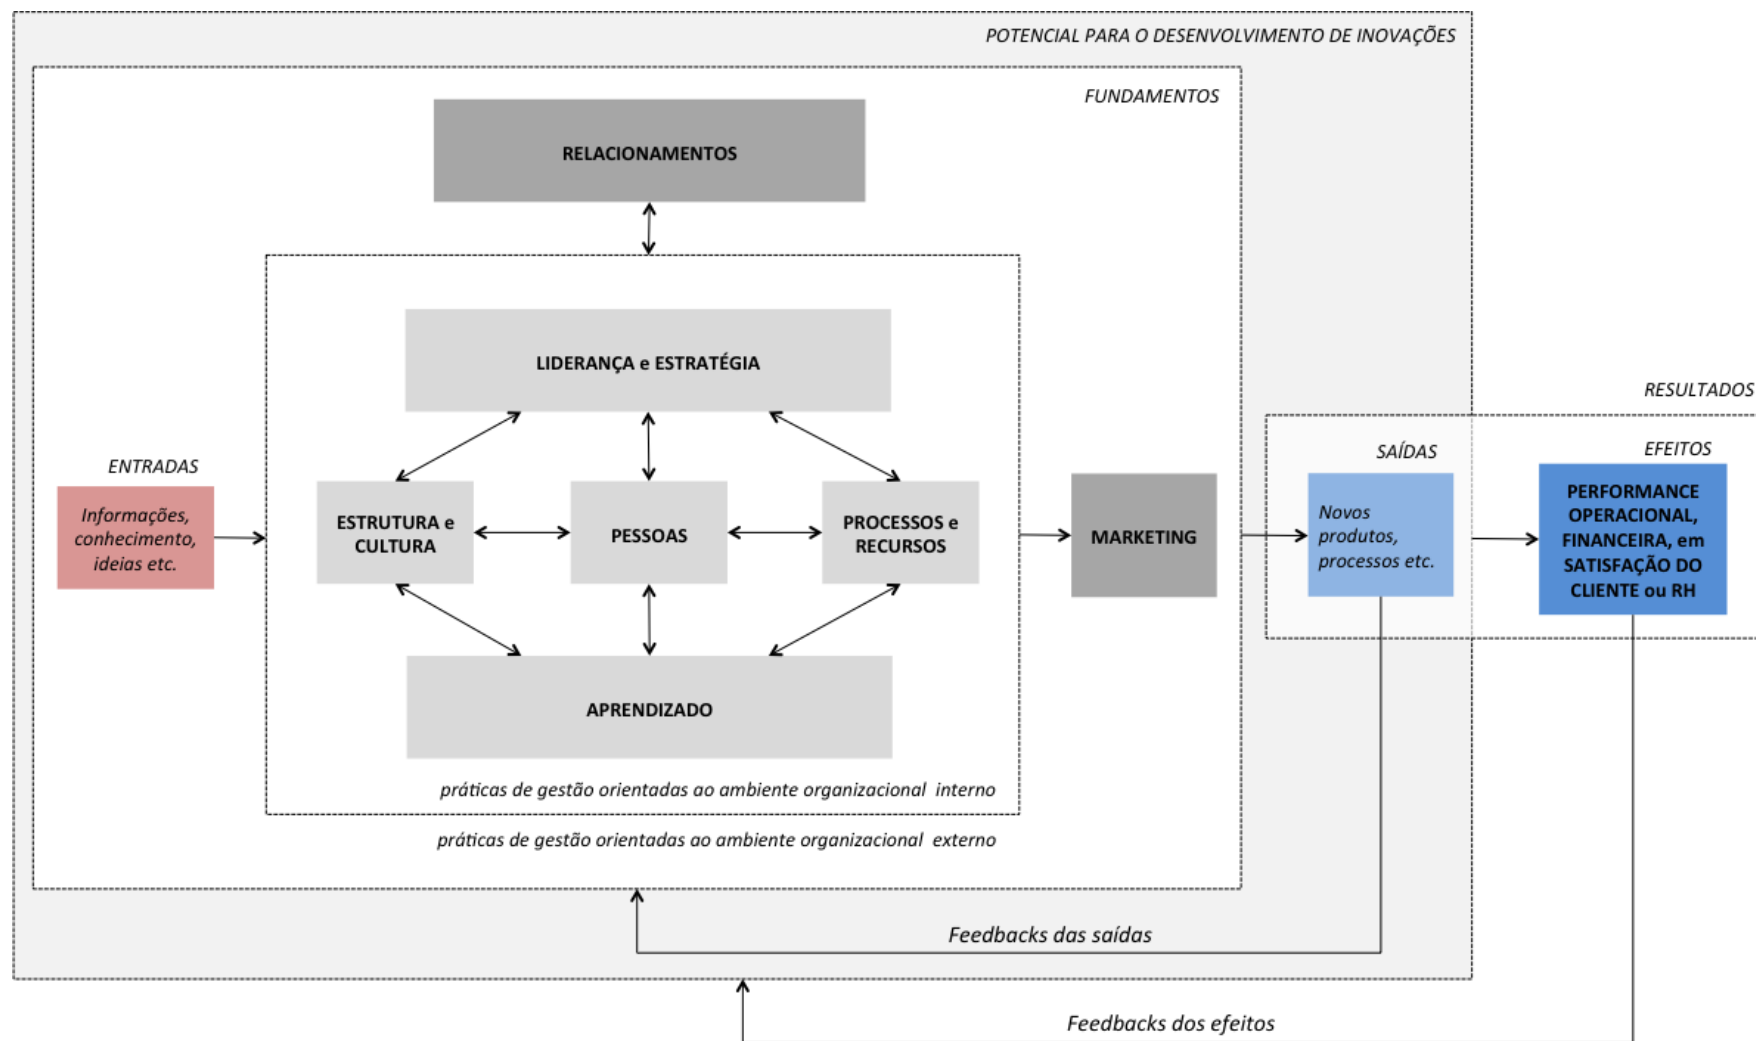 POTENCIAL PARA O DESENVOLVIMENTO DE INOVAÇÕES
FUNDAMENTOS
RELACIONAMENTOS
LIDERANÇA e ESTRATÉGIA
ENTRADAS
Informações,
conhecimento,
ideias etc.
ESTRUTURA e
CULTURA
PESSOAS
PROCESSOS e
RECURSOS
APRENDIZADO
práticas de gestão orientadas ao ambiente organizacional interno
práticas de gestão orientadas ao ambiente organizacional externo
MARKETING
RESULTADOS
SAÍDAS
Novos
produtos,
processos etc.
EFEITOS
PERFORMANCE
OPERACIONAL,
FINANCEIRA, em
SATISFAÇÃO DO
CLIENTE ou RH
Feedbacks das saídas
Feedbacks dos efeitos